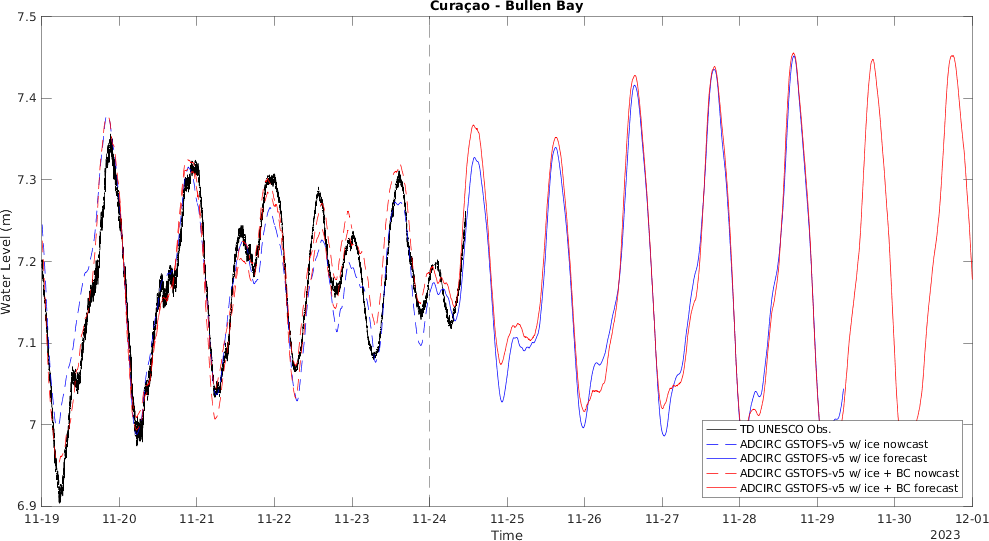 Curaçao - Bullen Bay
7.5
7.4
7.3
7.2
7.1
7
6.9
Water Level (m)
11-19 11-20 11-21 11-22 11-23 11-24 11-25 11-26 11-27 11-28 11-29 11-30 12-01
Time
2023
TD UNESCO Obs.
ADCIRC GSTOFS-v5 w/ ice nowcast
ADCIRC GSTOFS-v5 w/ ice forecast
ADCIRC GSTOFS-v5 w/ ice + BC nowcast
ADCIRC GSTOFS-v5 w/ ice + BC forecast